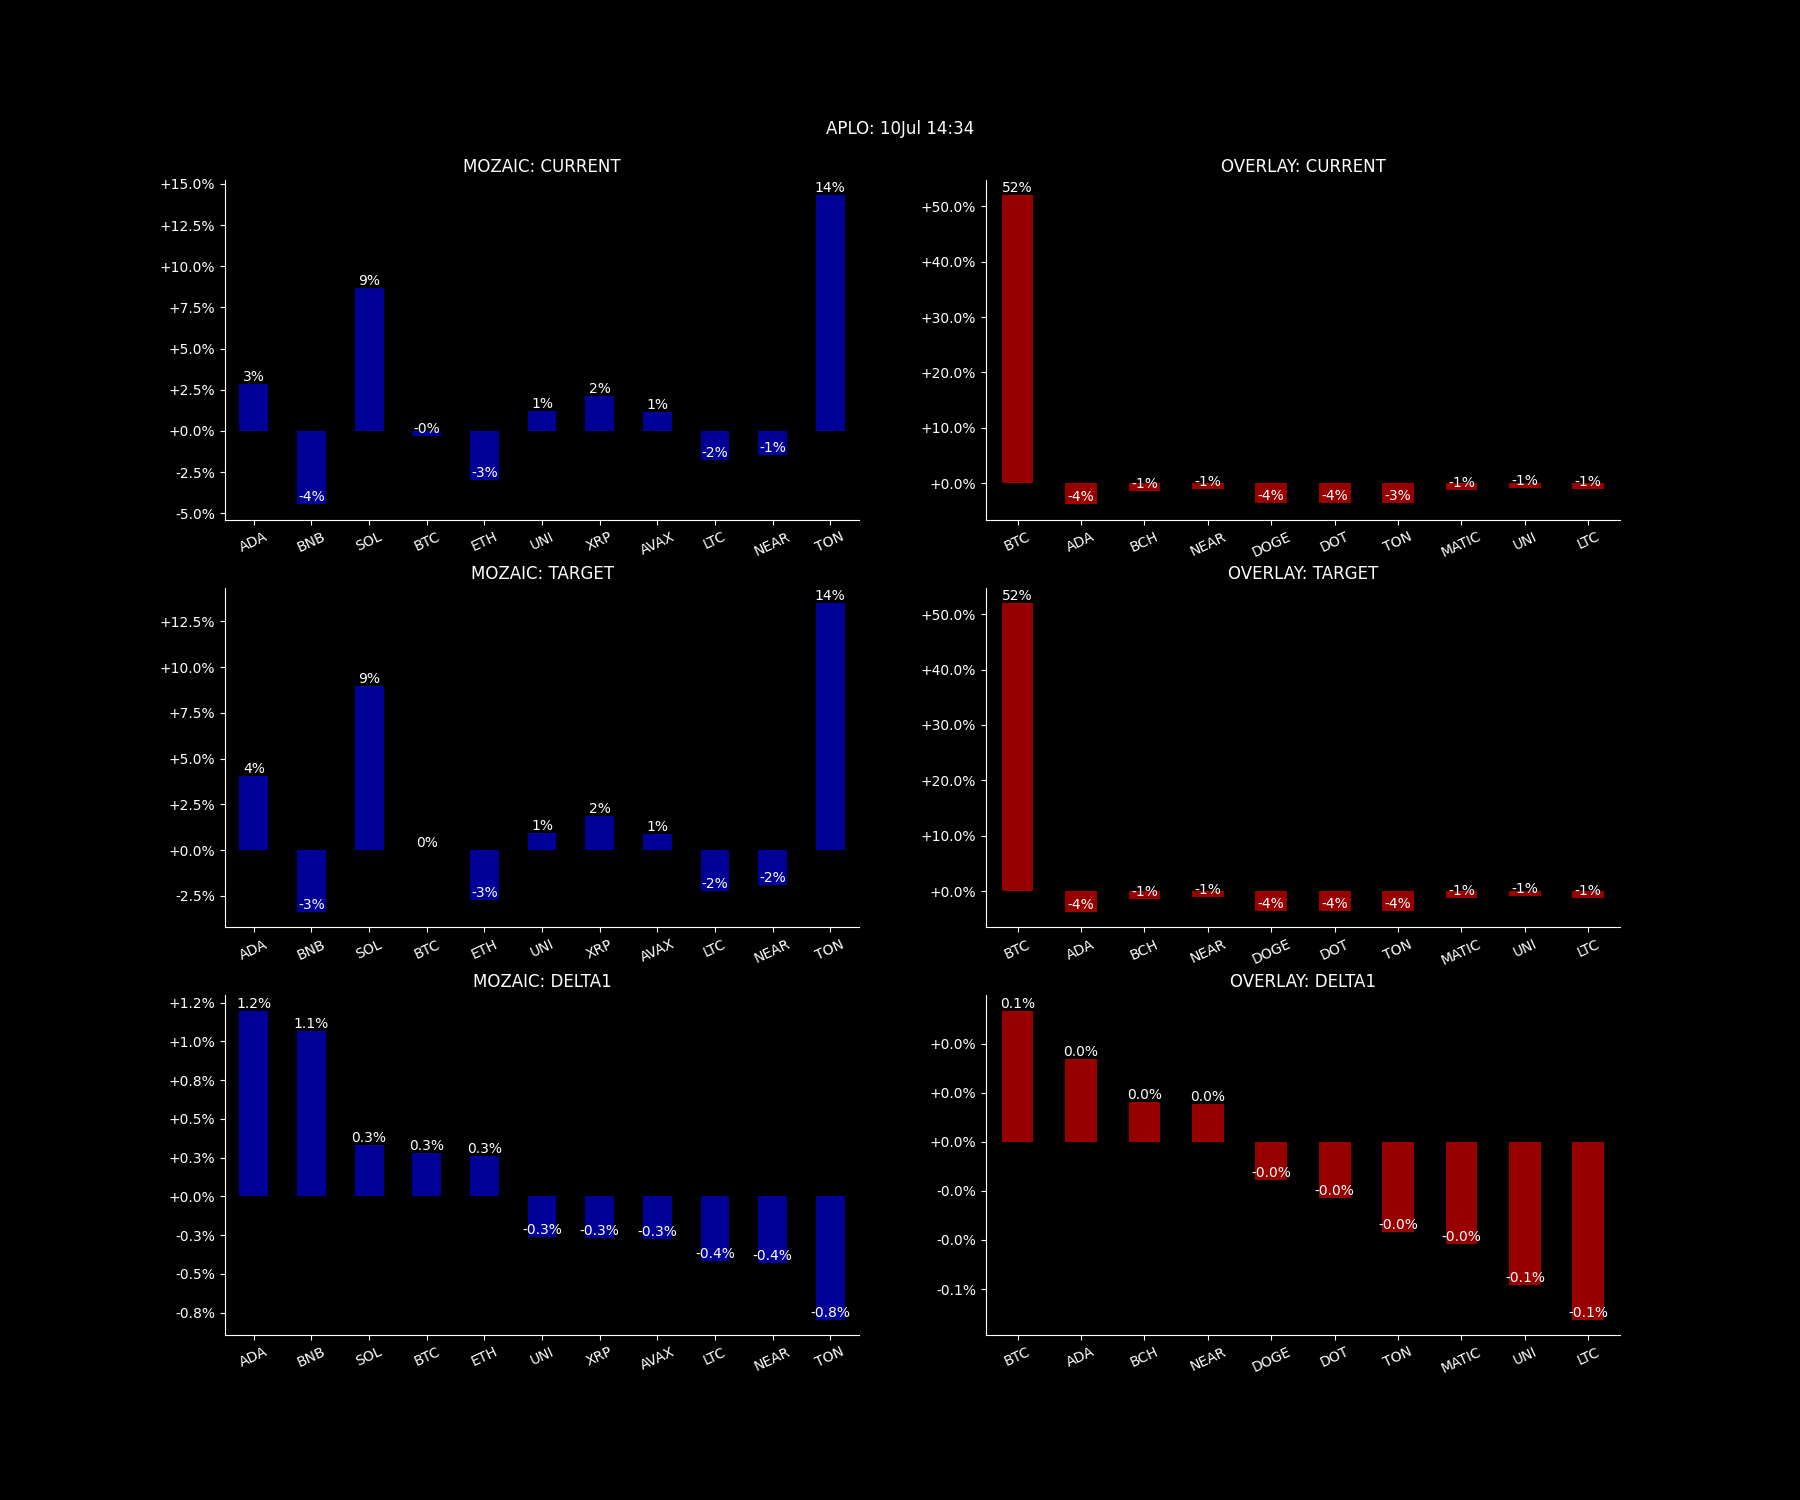 APLO: 10Jul 14:34
MOZAIC: CURRENT
+15.0%
+12.5%
+10.0%
+7.5%
+5.0%
+2.5%
+0.0%
-2.5%
-5.0%
3% -4% 9% -0% -3% 1% 2% 1% -2% -1% 14%
ADA BNB SOL BTC ETH UNI XRP AVAX LTC NEAR TON
OVERLAY: CURRENT
+50.0%
+40.0%
+30.0%
+20.0%
+10.0%
+0.0%
52% -4% -1% -1% -4% -4% -3% -1% -1% -1%
BTC ADA BCH NEAR DOGE DOT TON MATIC UNI LTC
MOZAIC: TARGET
+12.5%
+10.0%
+7.5%
+5.0%
+2.5%
+0.0%
-2.5%
4% -3% 9% 0% -3% 1% 2% 1% -2% -2% 14%
ADA BNB SOL BTC ETH UNI XRP AVAX LTC NEAR TON
OVERLAY: TARGET
+50.0%
+40.0%
+30.0%
+20.0%
+10.0%
+0.0%
52% -4% -1% -1% -4% -4% -4% -1% -1% -1%
BTC ADA BCH NEAR DOGE DOT TON MATIC UNI LTC
MOZAIC: DELTA1
+1.2%
+1.0%
+0.8%
+0.5%
+0.3%
+0.0%
-0.3%
-0.5%
-0.8%
1.2% 1.1% 0.3% 0.3% 0.3% -0.3% -0.3% -0.3% -0.4% -0.4% -0.8%
ADA BNB SOL BTC ETH UNI XRP AVAX LTC NEAR TON
OVERLAY: DELTA1
+0.0%
+0.0%
+0.0%
-0.0%
-0.0%
-0.1%
0.1% 0.0% 0.0% 0.0% -0.0% -0.0% -0.0% -0.0% -0.1% -0.1%
BTC ADA BCH NEAR DOGE DOT TON MATIC UNI LTC